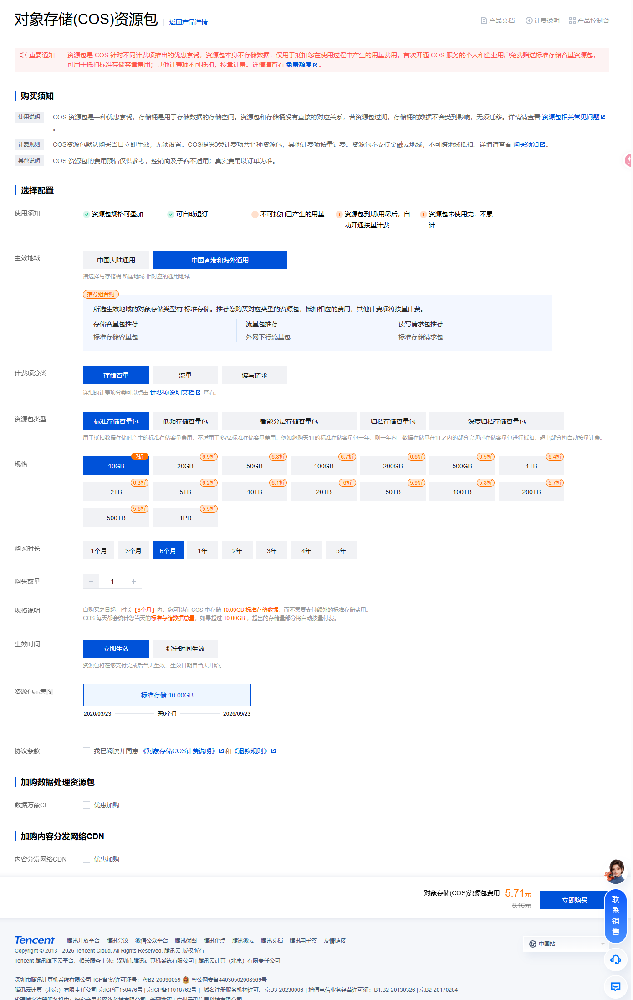 对象存储(COS)资源包
返回产品详情
产品文档
计费说明
产品控制台
重要通知
资源包是 COS 针对不同计费项推出的优惠套餐，资源包本身不存储数据，仅用于抵扣您在使用过程中产生的用量费用。首次开通 COS 服务的个人和企业用户免费赠送标准存储容量资源包，
可用于抵扣标准存储容量费用；其他计费项不可抵扣，按量计费。详情请查看 免费额度。
购买须知
使用说明
COS 资源包是一种优惠套餐，存储桶是用于存储数据的存储空间。资源包和存储桶没有直接的对应关系，若资源包过期，存储桶的数据不会受到影响，无须迁移。详情请查看 资源包相关常见问题
。
计费规则
COS资源包默认购买当日立即生效，无须设置。COS提供3类计费项共11种资源包，其他计费项按量计费。资源包不支持金融云地域，不可跨地域抵扣。详情请查看 购买须知。
其他说明
COS 资源包的费用预估仅供参考，经销商及子客不适用；真实费用以订单为准。
选择配置
使用须知
资源包规格可叠加
可自助退订
不可抵扣已产生的用量
资源包到期/用尽后，自
动开通按量计费
资源包未使用完，不累
计
生效地域
中国大陆通用
中国香港和海外通用
请选择与存储桶 所属地域 相对应的通用地域
推荐组合购
所选生效地域的对象存储类型有 标准存储。推荐您购买对应类型的资源包，抵扣相应的费用；其他计费项将按量计费。
存储容量包推荐:
标准存储容量包
流量包推荐:
外网下行流量包
读写请求包推荐:
标准存储请求包
计费项分类
存储容量
流量
读写请求
详细的计费项分类可以点击 计费项说明文档 查看。
资源包类型
标准存储容量包
低频存储容量包
智能分层存储容量包
归档存储容量包
深度归档存储容量包
用于抵扣数据存储时产生的标准存储容量费用，不适用于多AZ标准存储容量费用。例如您购买1T的标准存储容量包一年，则一年内，数据存储量在1T之内的部分会通过存储容量包进行抵扣，超出部分将自动按量计费。
规格
7折
10GB
6.9折
20GB
6.8折
50GB
6.7折
100GB
6.6折
200GB
6.5折
500GB
6.4折
1TB
6.3折
2TB
6.2折
5TB
6.1折
10TB
6折
20TB
5.9折
50TB
5.8折
100TB
5.7折
200TB
5.6折
500TB
5.5折
1PB
购买时长
1个月
3个月
6个月
1年
2年
3年
4年
5年
购买数量
− 1 +
规格说明
自购买之日起，时长【6个月】内，您可以在 COS 中存储 10.00GB 标准存储数据，而不需要支付额外的标准存储费用。
COS 每天都会统计您当天的标准存储数据总量，如果超过 10.00GB ，超出的存储量部分将自动按量付费。
生效时间
立即生效
指定时间生效
资源包将在您支付完成后当天生效，生效日期自当天开始。
资源包示意图
标准存储 10.00GB
2026/03/23
买6个月
2026/09/23
协议条款
我已阅读并同意 《对象存储COS计费说明》 和 《退款规则》
加购数据处理资源包
数据万象CI
优惠加购
加购内容分发网络CDN
内容分发网络CDN
优惠加购
对象存储(COS)资源包费用
5.71元
8.16元
立即购买
联
系
销
售
Tencent
腾讯开放平台
腾讯会议
微信公众平台
腾讯优图
腾讯企点
腾讯微云
腾讯文档
腾讯电子签
友情链接
中国站
Copyright © 2013 - 2026 Tencent Cloud. All Rights Reserved. 腾讯云 版权所有
Tencent 腾讯旗下云平台，相关服务主体：深圳市腾讯计算机系统有限公司 | 腾讯云计算（北京）有限责任公司
深圳市腾讯计算机系统有限公司 ICP备案/许可证号：粤B2-20090059 粤公网安备44030502008569号
腾讯云计算（北京）有限责任公司 京ICP证150476号 | 京ICP备11018762号 | 域名注册服务机构许可: 京D3-20230006 | 增值电信业务经营许可证：B1.B2-20130326 | 京B2-20170284